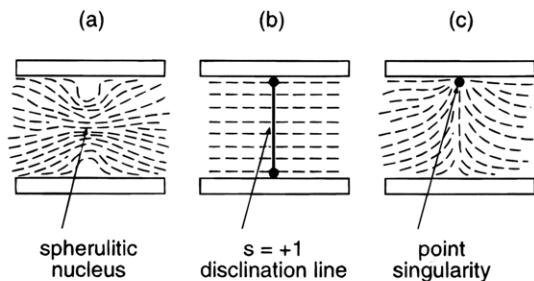 (a)
(b)
(c)
spherulitic
nucleus
s = +1
disclination line
point
singularity